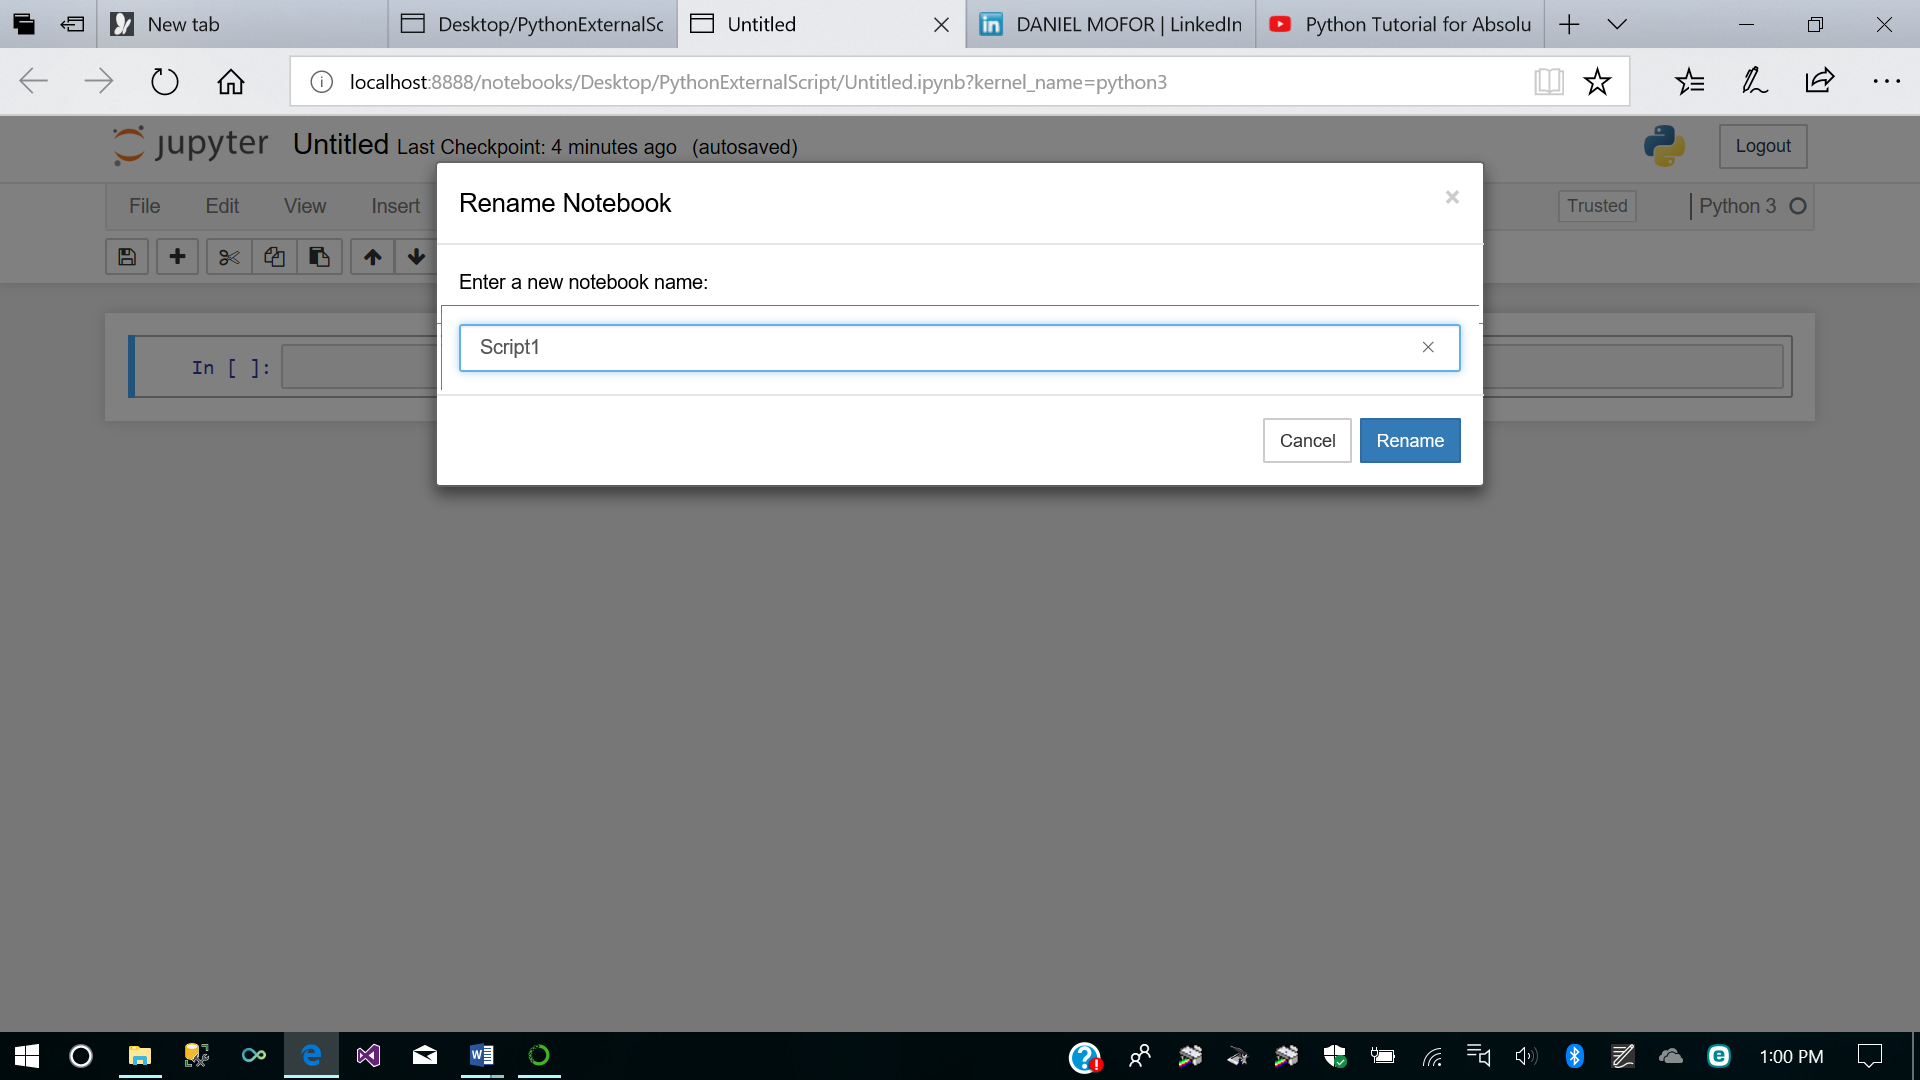 New tab
Desktop/PythonExternalSc
Untitled
DANIEL MOFOR | LinkedIn
Python Tutorial for Absolu
localhost:8888/notebooks/Desktop/PythonExternalScript/Untitled.ipynb?kernel_name=python3
jupyter Untitled Last Checkpoint: 4 minutes ago (autosaved)
Logout
File Edit View Insert
Trusted
Python 3
Rename Notebook
×
Enter a new notebook name:
Script1
Cancel Rename
In [ ]:
1:00 PM